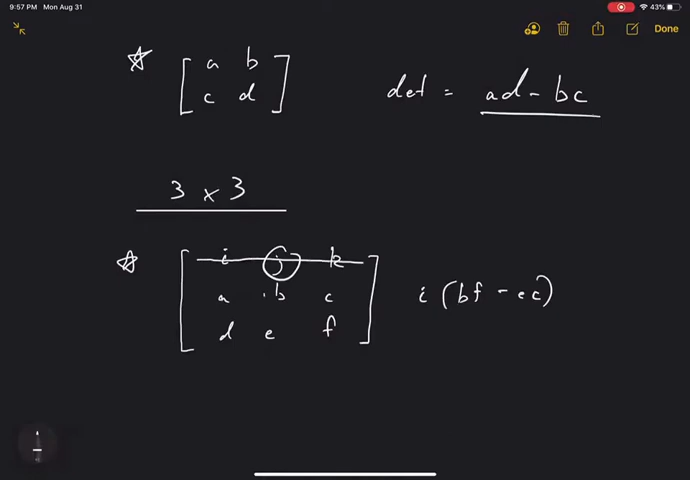 9:57 PM Mon Aug 31
43%
Done
a b
c d
det = ad - bc
3 x 3
i j k
a b c
d e f
i (bf - ec)